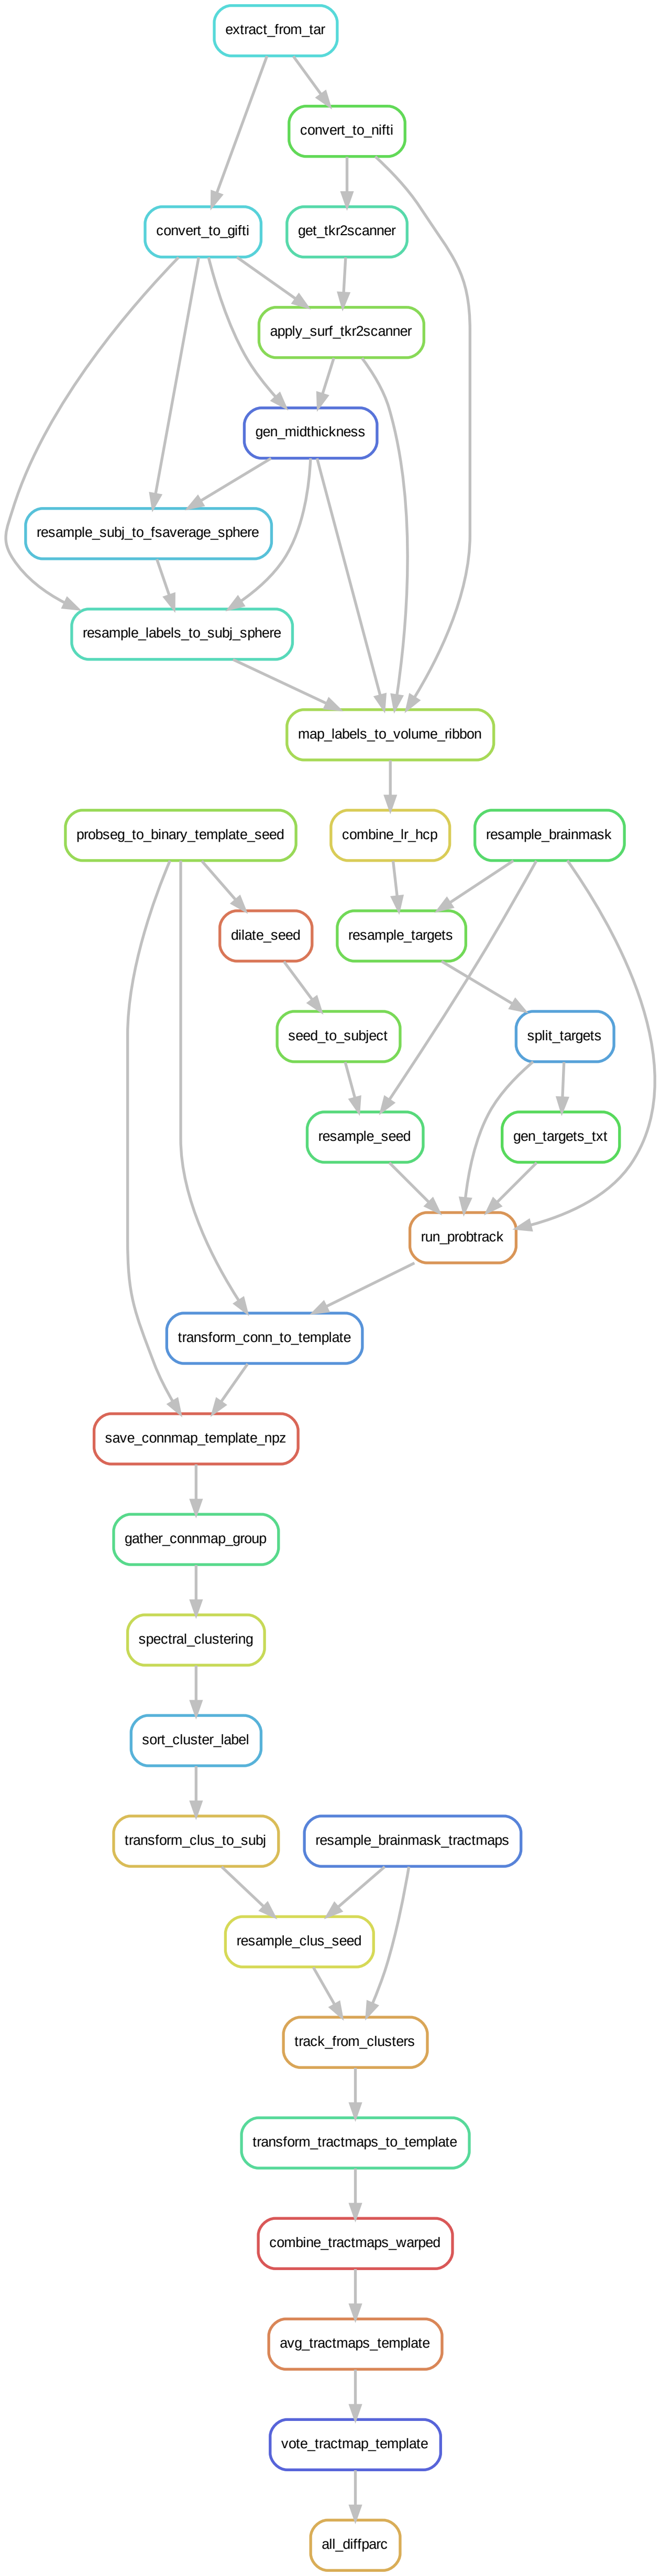 extract_from_tar
convert_to_nifti
convert_to_gifti
get_tkr2scanner
apply_surf_tkr2scanner
gen_midthickness
resample_subj_to_fsaverage_sphere
resample_labels_to_subj_sphere
map_labels_to_volume_ribbon
probseg_to_binary_template_seed
combine_lr_hcp
resample_brainmask
dilate_seed
resample_targets
seed_to_subject
split_targets
resample_seed
gen_targets_txt
run_probtrack
transform_conn_to_template
save_connmap_template_npz
gather_connmap_group
spectral_clustering
sort_cluster_label
transform_clus_to_subj
resample_brainmask_tractmaps
resample_clus_seed
track_from_clusters
transform_tractmaps_to_template
combine_tractmaps_warped
avg_tractmaps_template
vote_tractmap_template
all_diffparc